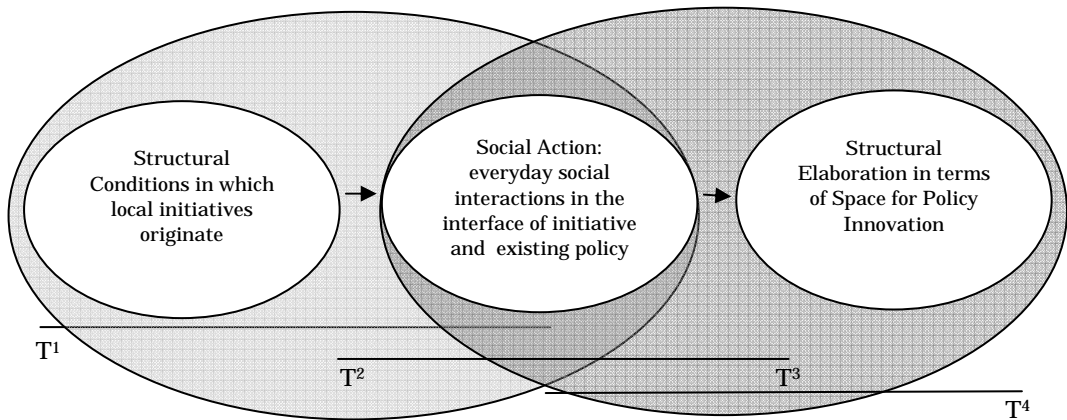 Structural
Conditions in which
local initiatives
originate
Social Action:
everyday social
interactions in the
interface of initiative
and existing policy
Structural
Elaboration in terms
of Space for Policy
Innovation
T¹
T²
T³
T⁴